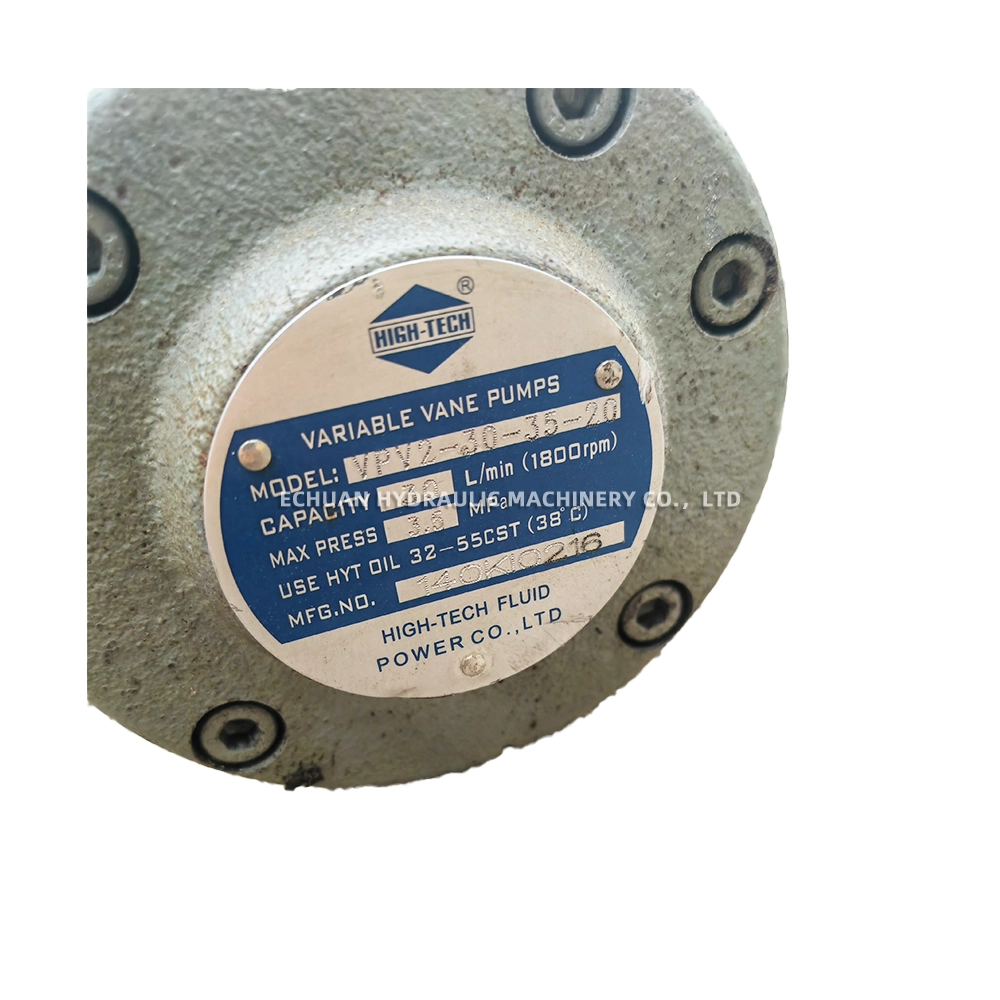 ®
HIGH-TECH
VARIABLE VANE PUMPS
MODEL: VPV2-30-35-20
CAPACITY 30 L/min (1800rpm)
ECHUAN HYDRAULIC MACHINERY CO., LTD
MAX PRESS 3.5 MPa
USE HYT OIL 32-55CST (38°C)
MFG.NO. 140K10216
HIGH-TECH FLUID
POWER CO.,LTD